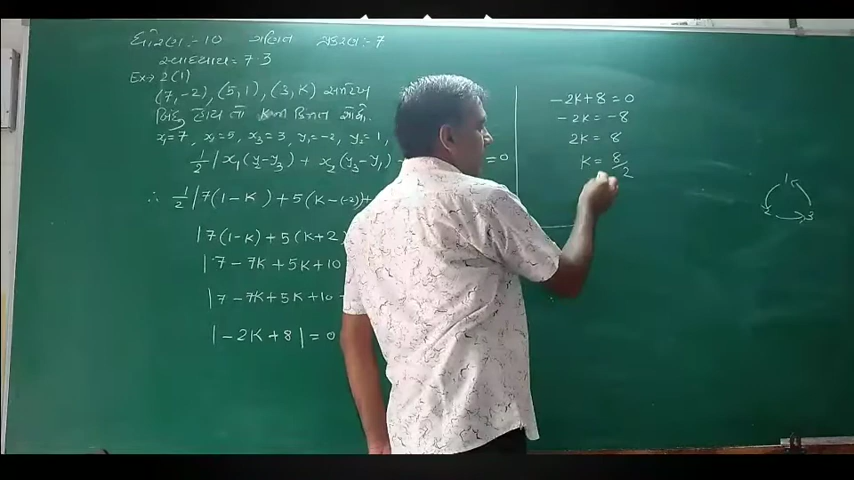 ધોરણ:- 10 ગણિત પ્રકરણ:- 7
સ્વાધ્યાય = 7.3
Ex → 2(1)
(7,-2), (5,1), (3,K) સમરેખ
બિંદુ હોય તો K ની કિંમત શોધો.
x₁=7, x₂=5, x₃=3, y₁=-2, y₂=1,
½ | x₁(y₂-y₃) + x₂(y₃-y₁) =0
∴ ½ |7(1-K)+5(K-(-2))+
|7(1-K)+5(K+2
|7-7K+5K+10
|7-7K+5K+10
|-2K+8|=0
-2K+8=0
-2K=-8
2K=8
K=8/2
1
2 3